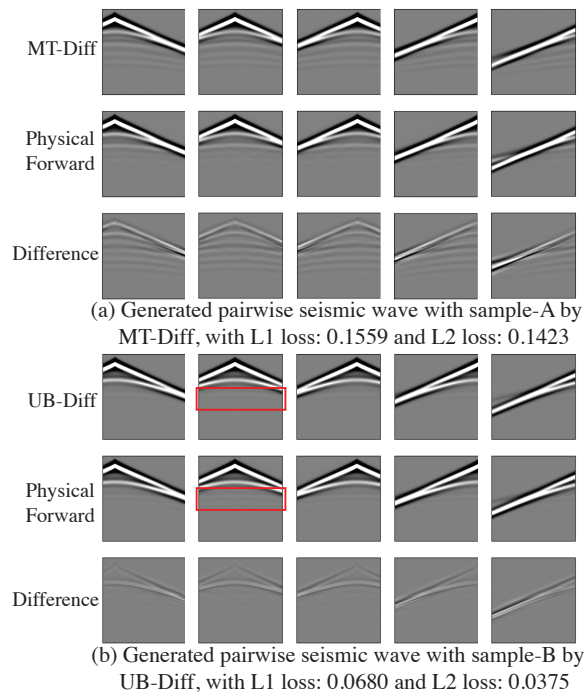 MT-Diff
Physical
Forward
Difference
(a) Generated pairwise seismic wave with sample-A by
MT-Diff, with L1 loss: 0.1559 and L2 loss: 0.1423
UB-Diff
Physical
Forward
Difference
(b) Generated pairwise seismic wave with sample-B by
UB-Diff, with L1 loss: 0.0680 and L2 loss: 0.0375